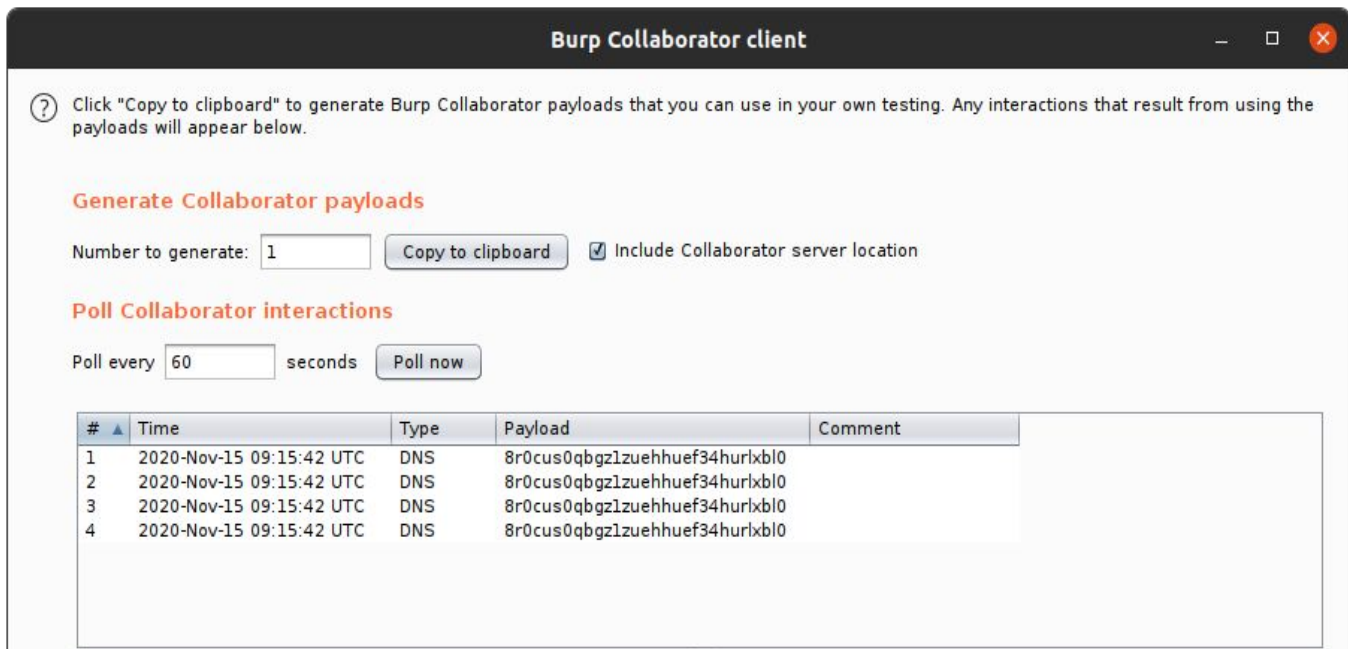 Burp Collaborator client
Click "Copy to clipboard" to generate Burp Collaborator payloads that you can use in your own testing. Any interactions that result from using the
payloads will appear below.
Generate Collaborator payloads
Number to generate: 1 Copy to clipboard Include Collaborator server location
Poll Collaborator interactions
Poll every 60 seconds Poll now
# Time Type Payload Comment
1 2020-Nov-15 09:15:42 UTC DNS 8r0cus0qbgz1zuehhuef34hurlxbl0
2 2020-Nov-15 09:15:42 UTC DNS 8r0cus0qbgz1zuehhuef34hurlxbl0
3 2020-Nov-15 09:15:42 UTC DNS 8r0cus0qbgz1zuehhuef34hurlxbl0
4 2020-Nov-15 09:15:42 UTC DNS 8r0cus0qbgz1zuehhuef34hurlxbl0